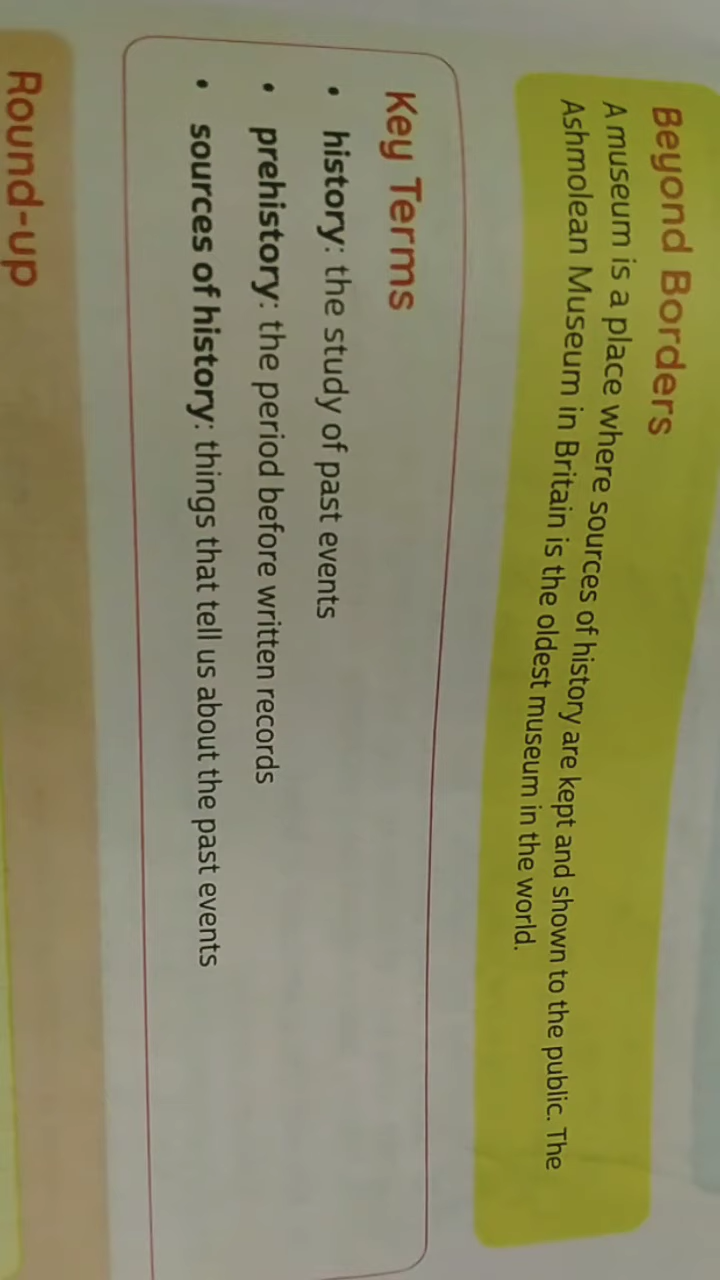 Beyond Borders
A museum is a place where sources of history are kept and shown to the public. The
Ashmolean Museum in Britain is the oldest museum in the world.
Key Terms
• history: the study of past events
• prehistory: the period before written records
• sources of history: things that tell us about the past events
Round-up